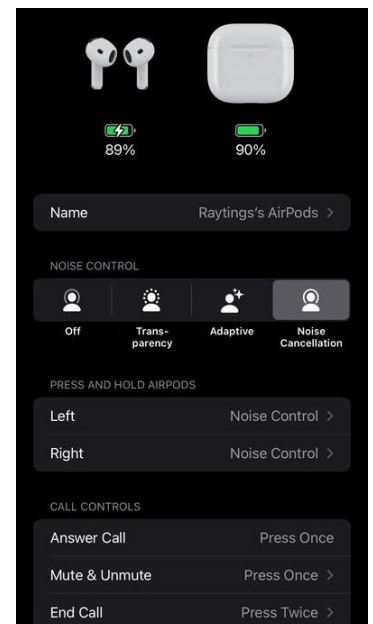 89%
90%
Name Raytings's AirPods >
NOISE CONTROL
Off
Trans-
parency
Adaptive
Noise
Cancellation
PRESS AND HOLD AIRPODS
Left Noise Control >
Right Noise Control >
CALL CONTROLS
Answer Call Press Once
Mute & Unmute Press Once >
End Call Press Twice >